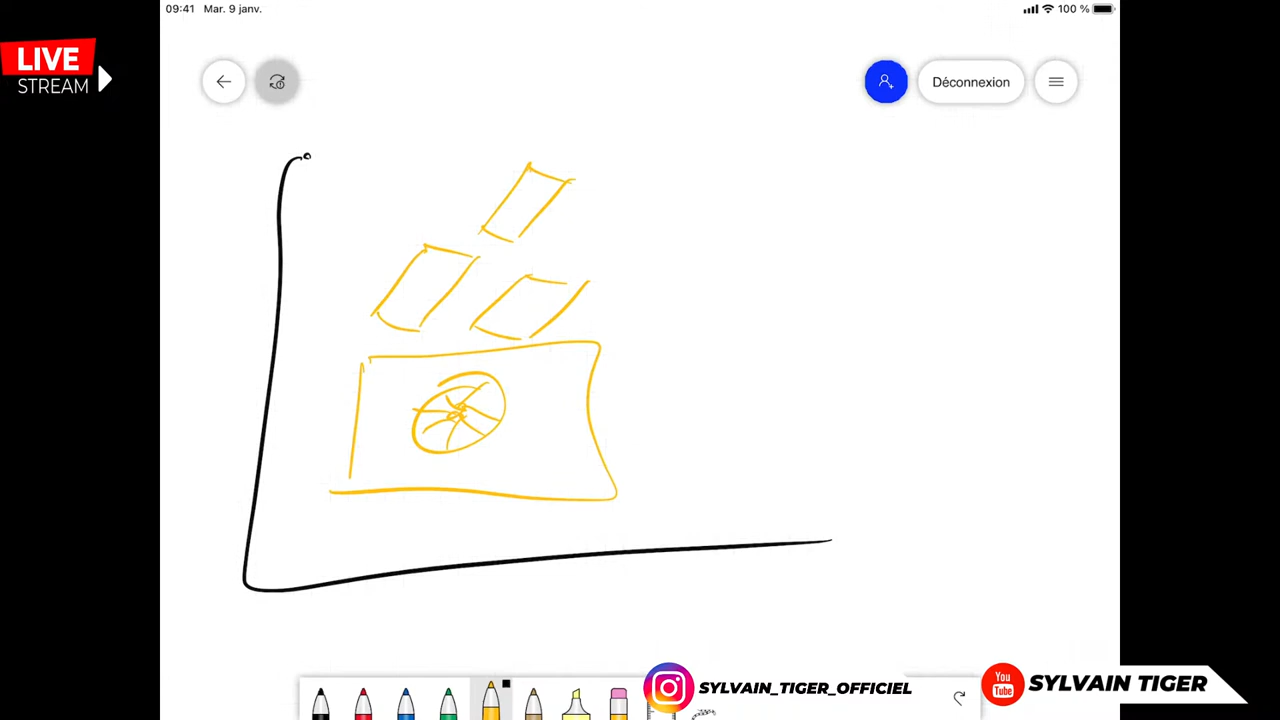 09:41 Mar. 9 janv.
100 %
LIVE
STREAM
Déconnexion
SYLVAIN_TIGER_OFFICIEL
You
Tube
SYLVAIN TIGER